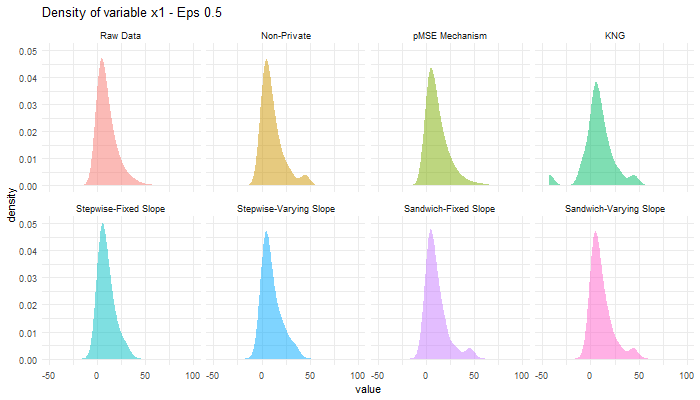 Density of variable x1 - Eps 0.5
Raw Data Non-Private pMSE Mechanism KNG
0.05
0.04
0.03
0.02
0.01
0.00
density
Stepwise-Fixed Slope Stepwise-Varying Slope Sandwich-Fixed Slope Sandwich-Varying Slope
0.05
0.04
0.03
0.02
0.01
0.00
-50 0 50 100 -50 0 50 100 -50 0 50 100 -50 0 50 100
value